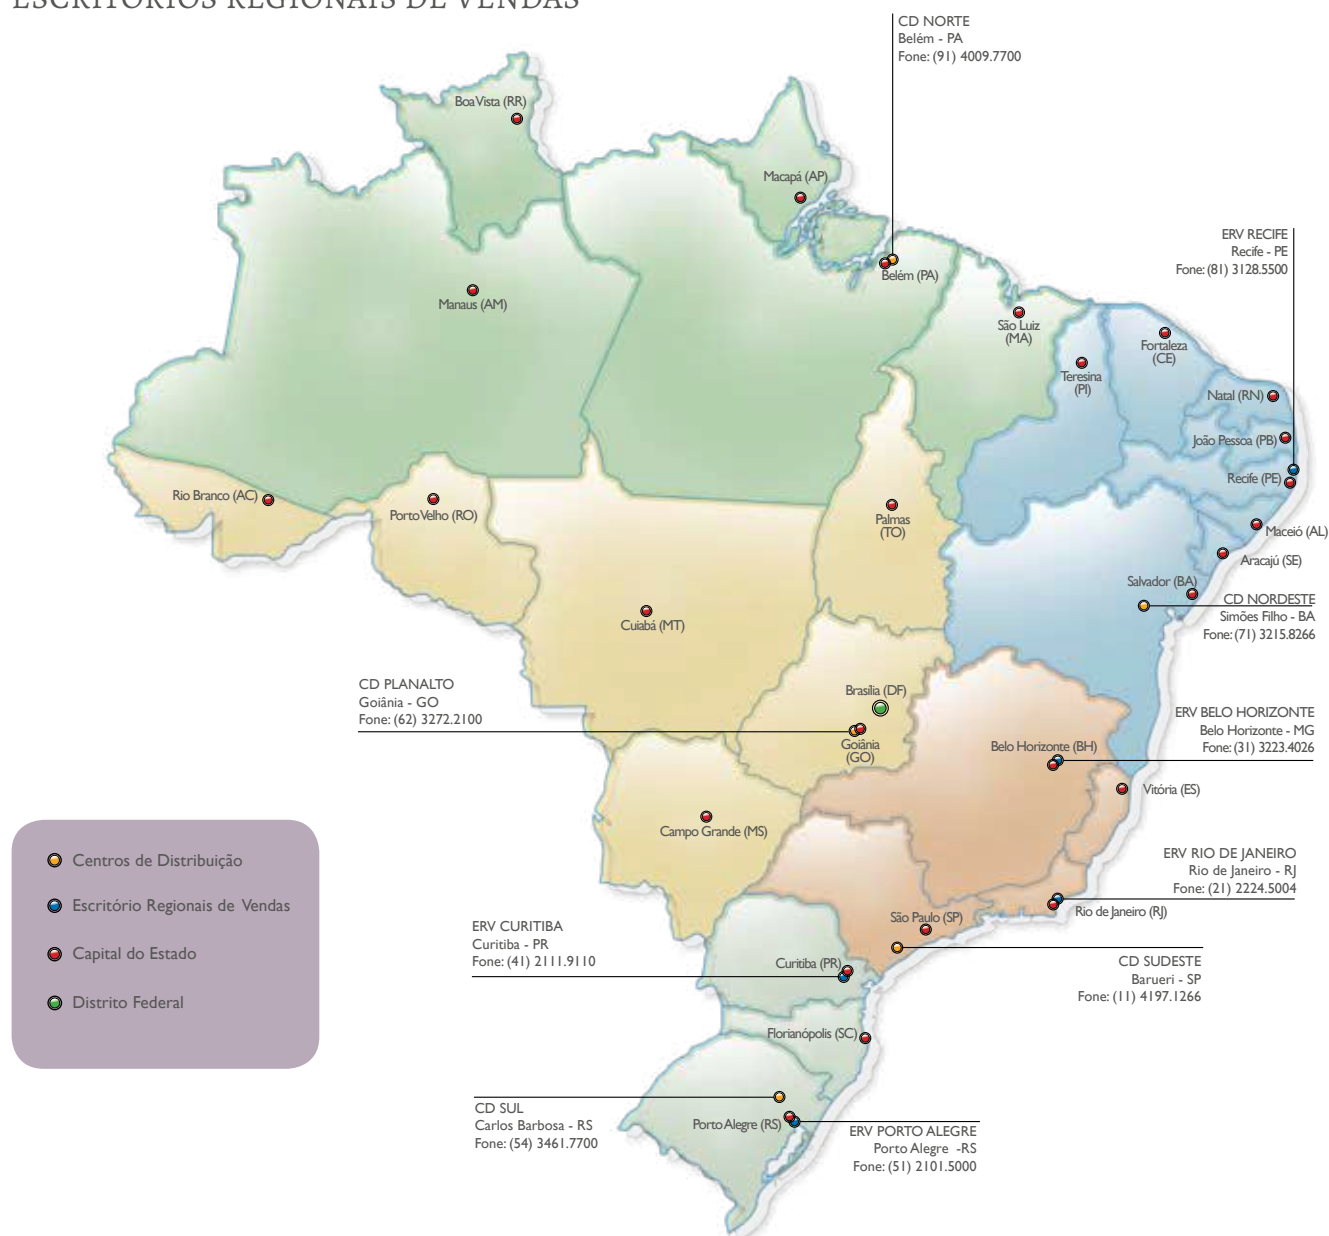 ESCRITÓRIOS REGIONAIS DE VENDAS
CD NORTE
Belém - PA
Fone: (91) 4009.7700
Boa Vista (RR)
Macapá (AP)
ERV RECIFE
Recife - PE
Fone: (81) 3128.5500
Belém (PA)
Manaus (AM)
São Luiz
(MA)
Fortaleza
(CE)
Teresina
(PI)
Natal (RN)
João Pessoa (PB)
Recife (PE)
Rio Branco (AC)
Porto Velho (RO)
Palmas
(TO)
Maceió (AL)
Aracajú (SE)
Salvador (BA)
CD NORDESTE
Simões Filho - BA
Fone: (71) 3215.8266
Cuiabá (MT)
CD PLANALTO
Goiânia - GO
Fone: (62) 3272.2100
Brasília (DF)
Goiânia
(GO)
ERV BELO HORIZONTE
Belo Horizonte - MG
Fone: (31) 3223.4026
Belo Horizonte (BH)
Vitória (ES)
Campo Grande (MS)
Centros de Distribuição
Escritório Regionais de Vendas
Capital do Estado
Distrito Federal
ERV RIO DE JANEIRO
Rio de Janeiro - RJ
Fone: (21) 2224.5004
Rio de Janeiro (RJ)
São Paulo (SP)
ERV CURITIBA
Curitiba - PR
Fone: (41) 2111.9110
Curitiba (PR)
CD SUDESTE
Barueri - SP
Fone: (11) 4197.1266
Florianópolis (SC)
CD SUL
Carlos Barbosa - RS
Fone: (54) 3461.7700
Porto Alegre (RS)
ERV PORTO ALEGRE
Porto Alegre -RS
Fone: (51) 2101.5000